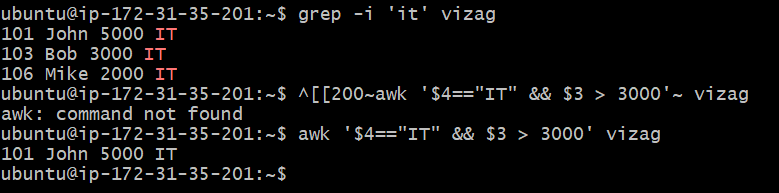 ubuntu@ip-172-31-35-201:~$ grep -i 'it' vizag
101 John 5000 IT
103 Bob 3000 IT
106 Mike 2000 IT
ubuntu@ip-172-31-35-201:~$ ^[[200~awk '$4=="IT" && $3 > 3000'~ vizag
awk: command not found
ubuntu@ip-172-31-35-201:~$ awk '$4=="IT" && $3 > 3000' vizag
101 John 5000 IT
ubuntu@ip-172-31-35-201:~$